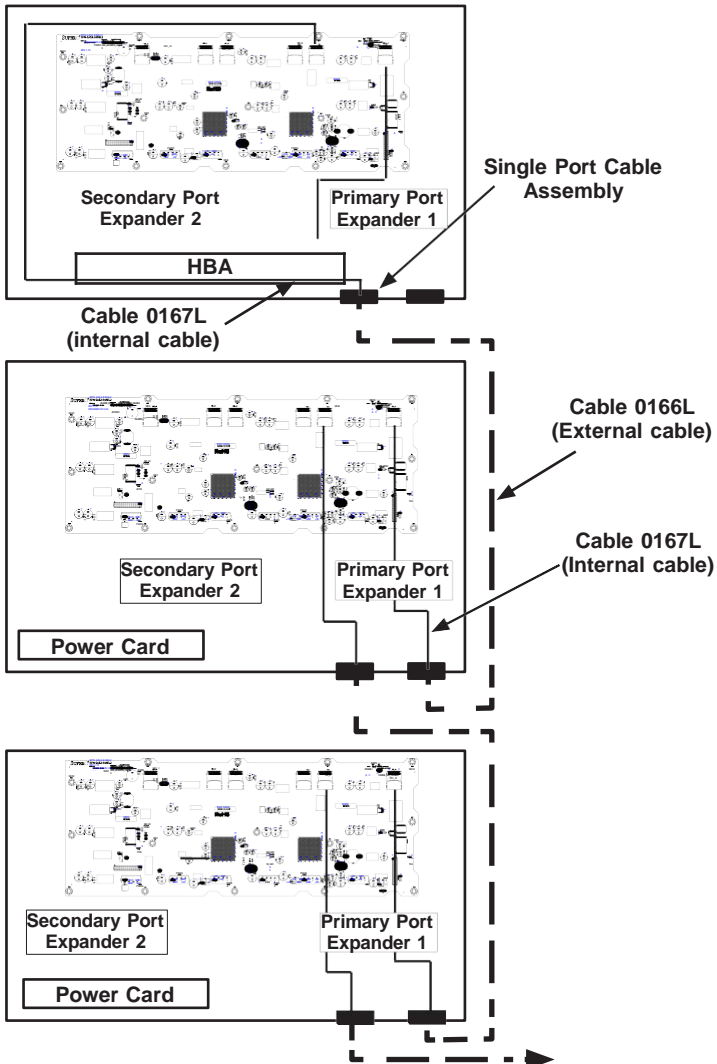 Single Port Cable
Assembly
Secondary Port
Expander 2
Primary Port
Expander 1
HBA
Cable 0167L
(internal cable)
Cable 0166L
(External cable)
Cable 0167L
(Internal cable)
Secondary Port
Expander 2
Primary Port
Expander 1
Power Card
Secondary Port
Expander 2
Primary Port
Expander 1
Power Card